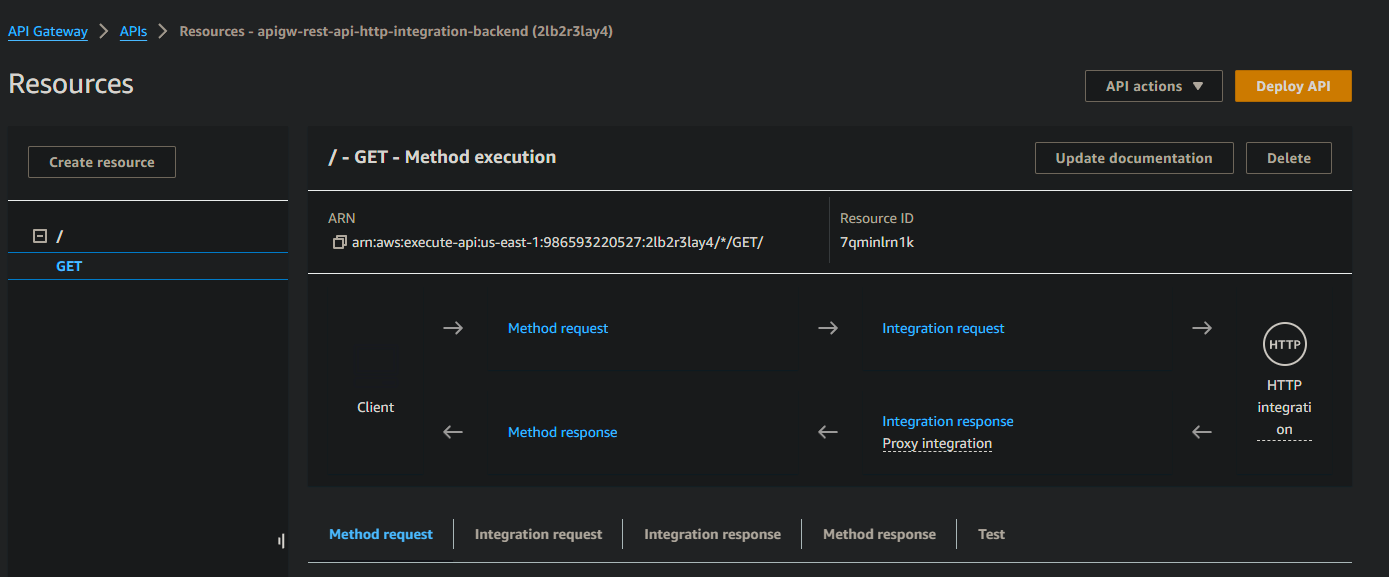 API Gateway > APIs > Resources - apigw-rest-api-http-integration-backend (2lb2r3lay4)
Resources
API actions ▼
Deploy API
Create resource
/
GET
/ - GET - Method execution
Update documentation
Delete
ARN
arn:aws:execute-api:us-east-1:986593220527:2lb2r3lay4/*/GET/
Resource ID
7qminlrn1k
Client
Method request
Integration request
Method response
Integration response
Proxy integration
HTTP
HTTP
integrati
on
Method request
Integration request
Integration response
Method response
Test